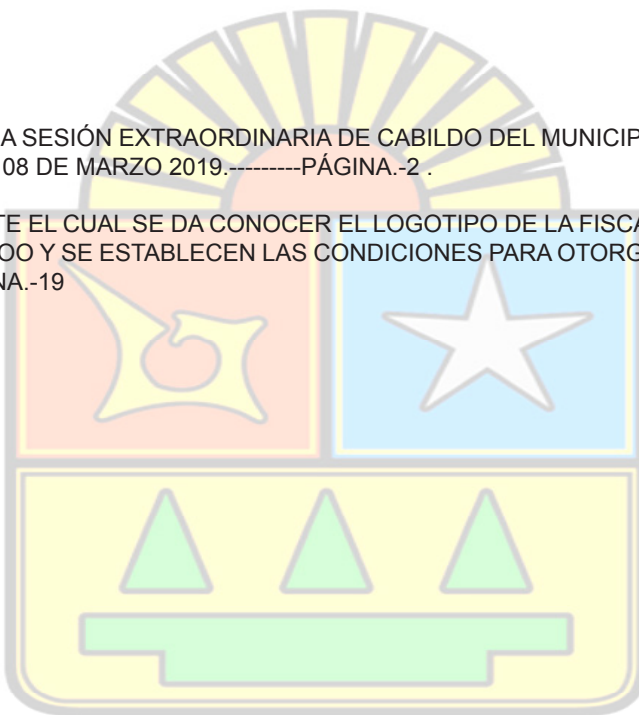 A SESIÓN EXTRAORDINARIA DE CABILDO DEL MUNICIP
08 DE MARZO 2019.---------PÁGINA.-2 .
TE EL CUAL SE DA CONOCER EL LOGOTIPO DE LA FISCA
OO Y SE ESTABLECEN LAS CONDICIONES PARA OTORG
NA.-19